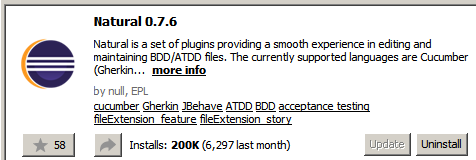 Natural 0.7.6
Natural is a set of plugins providing a smooth experience in editing and
maintaining BDD/ATDD files. The currently supported languages are Cucumber
(Gherkin... more info
by null, EPL
cucumber Gherkin JBehave ATDD BDD acceptance testing
fileExtension_feature fileExtension_story
58 Installs: 200K (6,297 last month) Update Uninstall